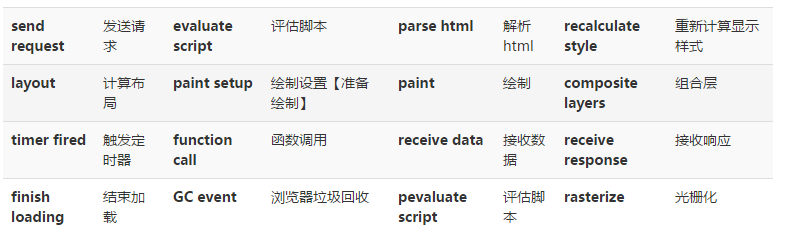 send request 发送请求 evaluate script 评估脚本 parse html 解析html recalculate style 重新计算显示样式
layout 计算布局 paint setup 绘制设置【准备绘制】 paint 绘制 composite layers 组合层
timer fired 触发定时器 function call 函数调用 receive data 接收数据 receive response 接收响应
finish loading 结束加载 GC event 浏览器垃圾回收 pevaluate script 评估脚本 rasterize 光栅化